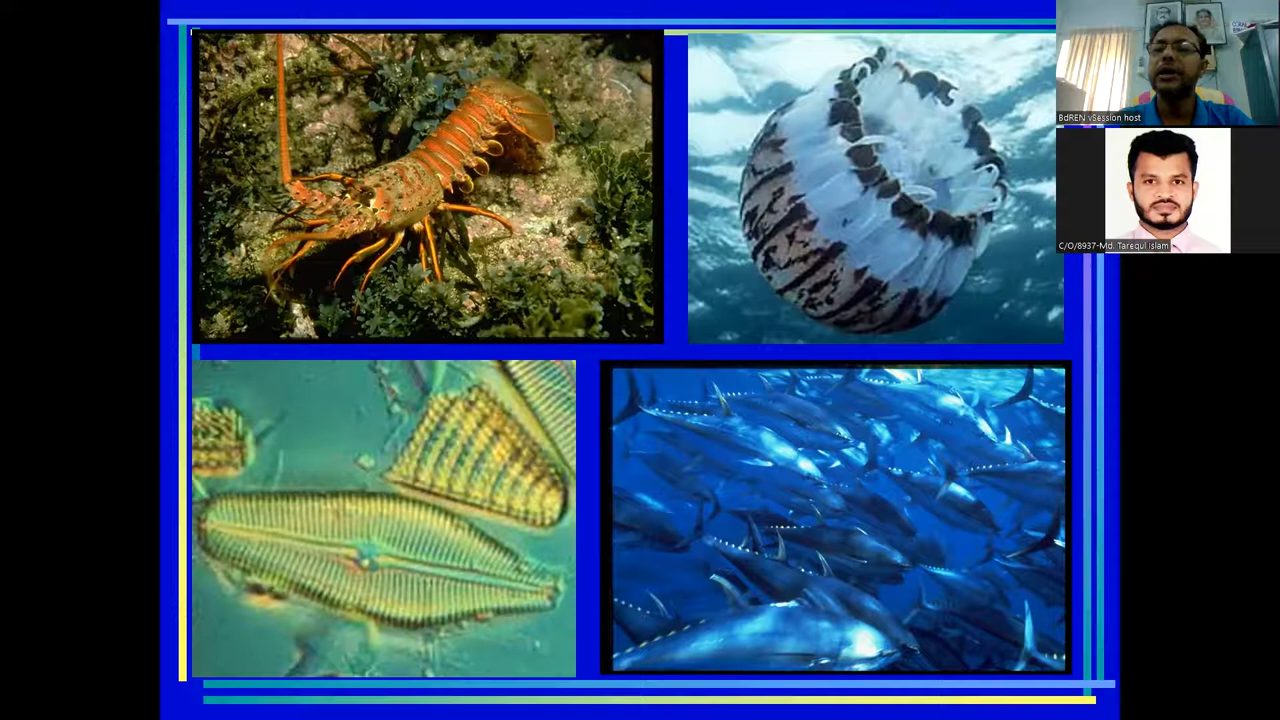 BdREN vSession host
C/O/8937-Md. Tarequl Islam